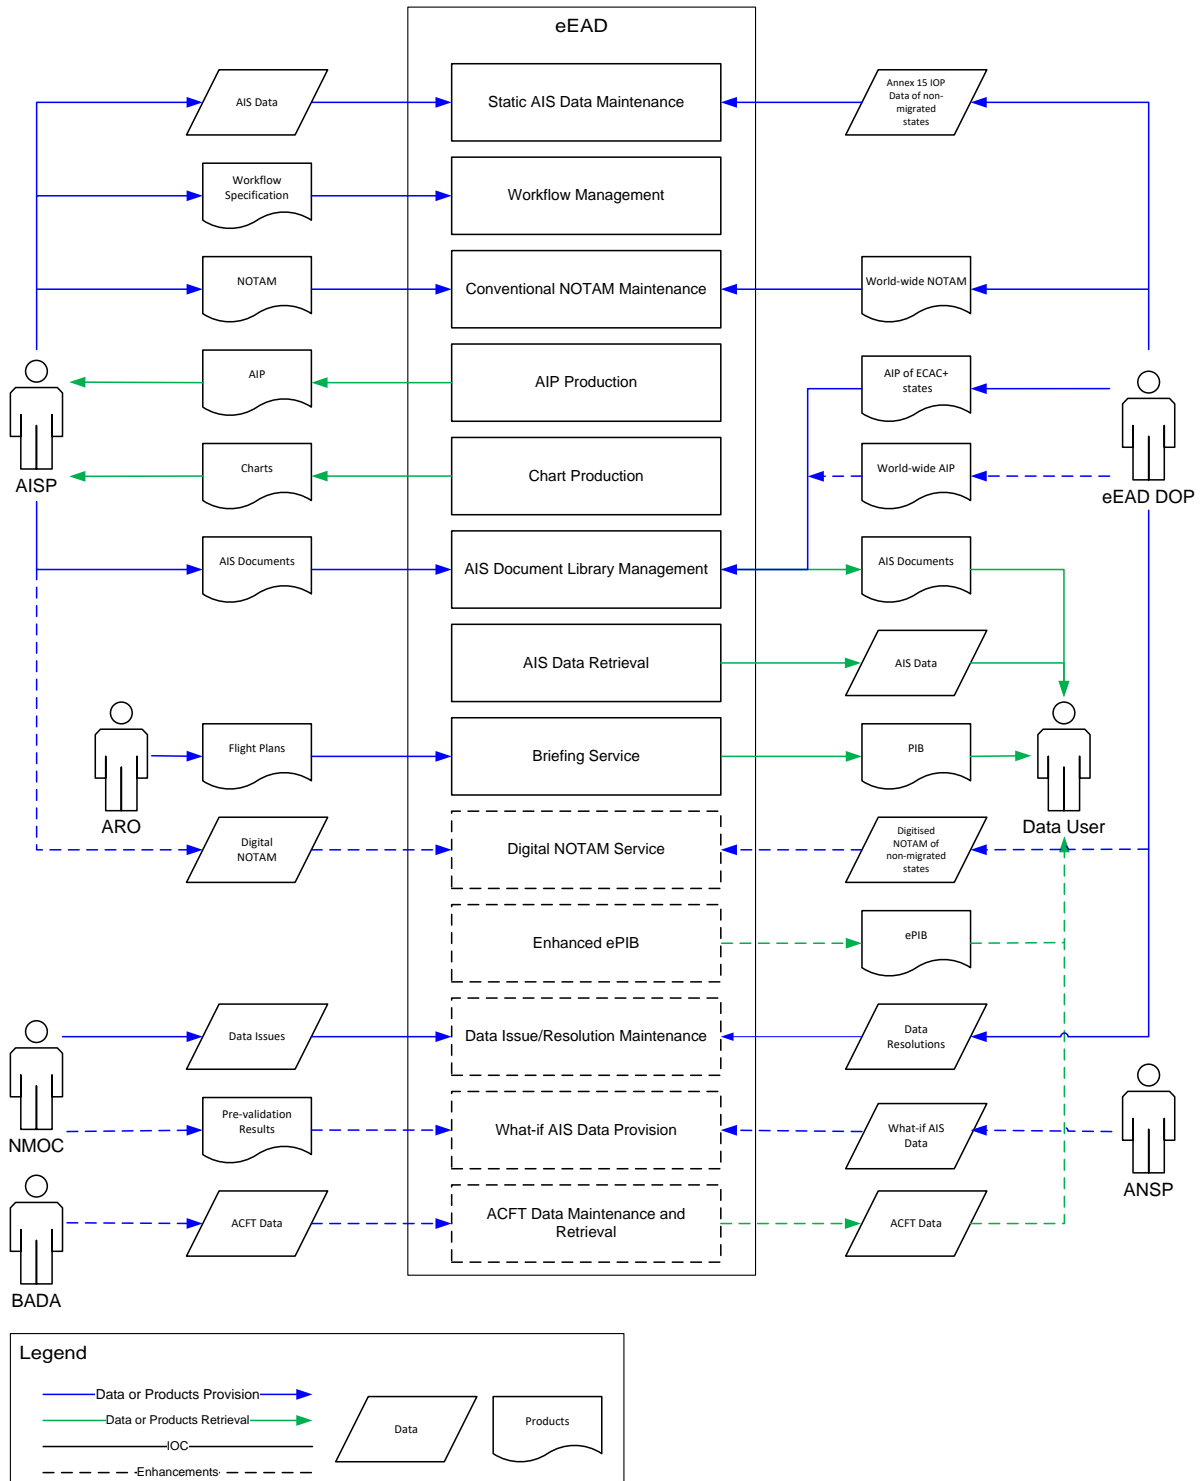 eEAD
AIS Data
Static AIS Data Maintenance
Annex 15 IOP
Data of non-
migrated
states
Workflow
Specification
Workflow Management
NOTAM
Conventional NOTAM Maintenance
World-wide NOTAM
AIP
AIP Production
AIP of ECAC+
states
AISP
Charts
Chart Production
World-wide AIP
eEAD DOP
AIS Documents
AIS Document Library Management
AIS Documents
AIS Data Retrieval
AIS Data
ARO
Flight Plans
Briefing Service
PIB
Data User
Digital
NOTAM
Digital NOTAM Service
Digitised
NOTAM of
non-migrated
states
Enhanced ePIB
ePIB
NMOC
Data Issues
Data Issue/Resolution Maintenance
Data
Resolutions
Pre-validation
Results
What-if AIS Data Provision
What-if AIS
Data
ANSP
BADA
ACFT Data
ACFT Data Maintenance and
Retrieval
ACFT Data
Legend
Data or Products Provision
Data or Products Retrieval
IOC
Enhancements
Data
Products